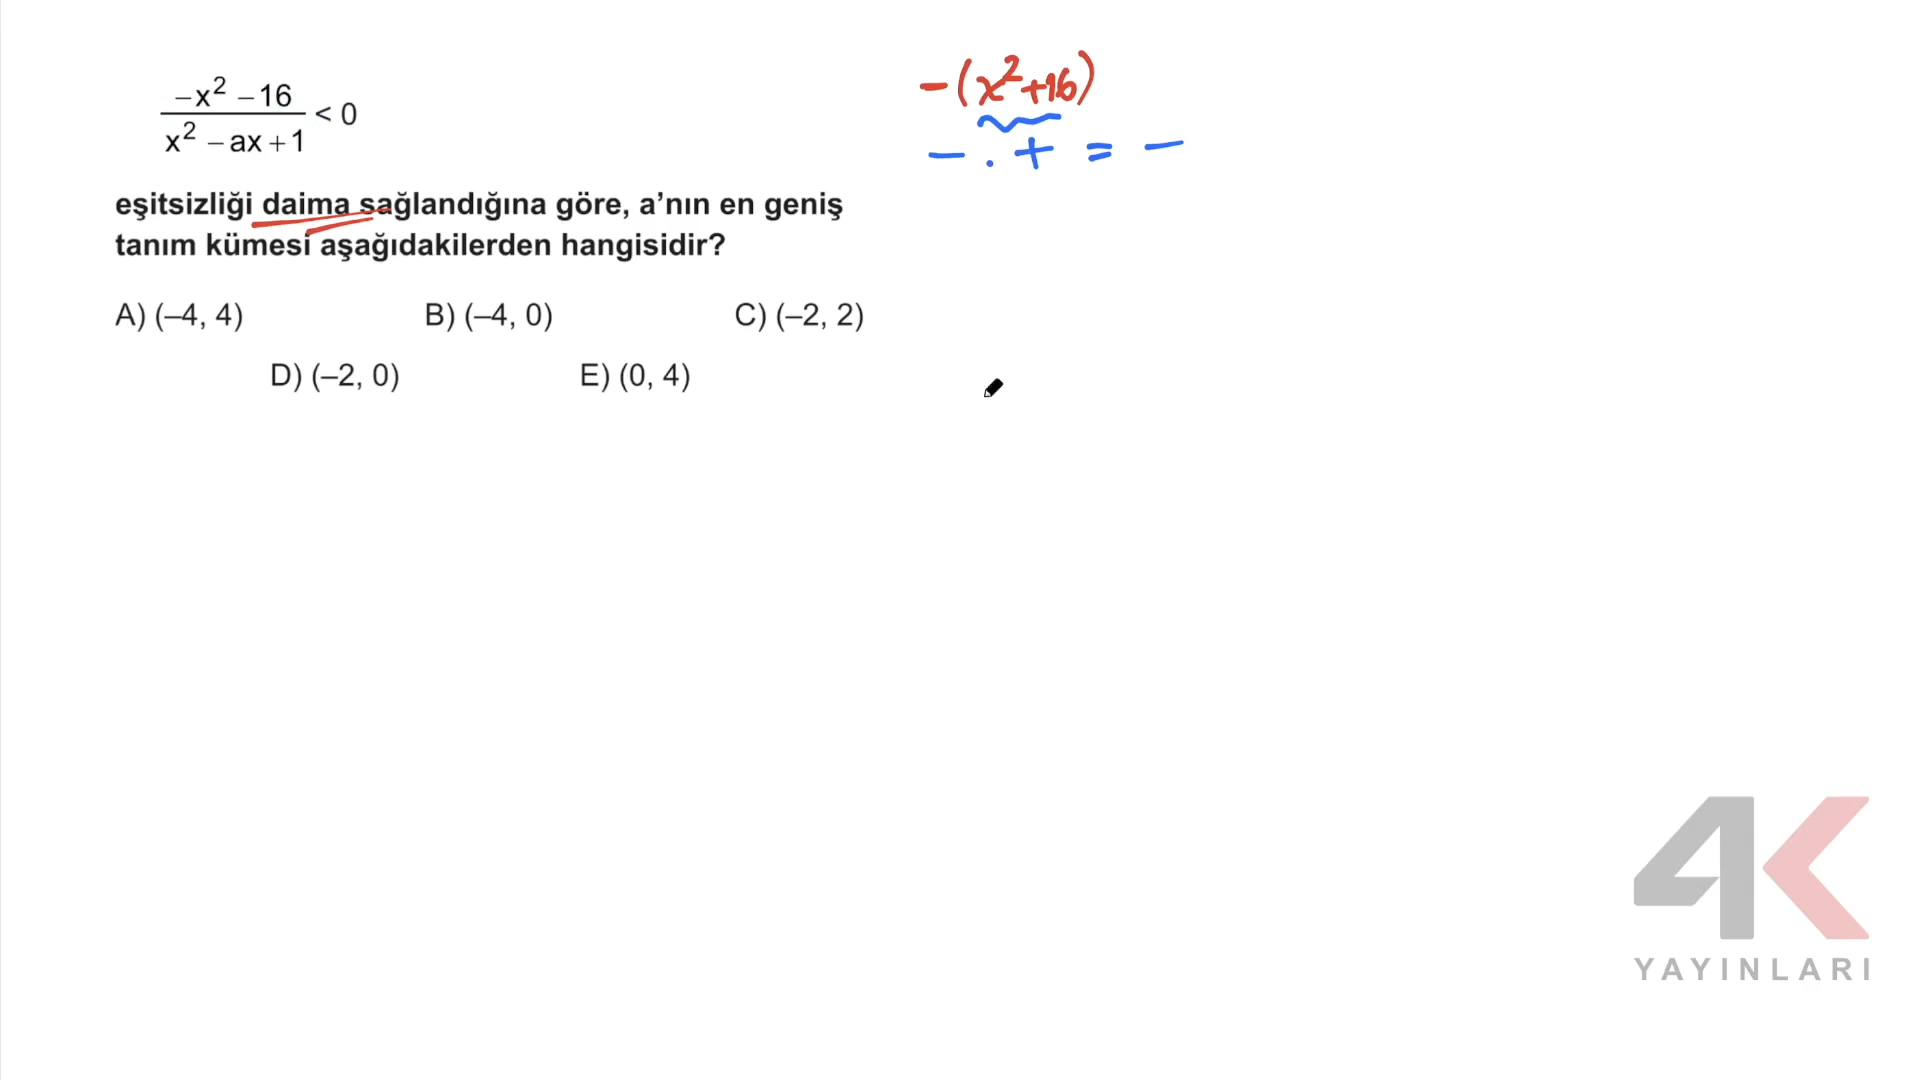 -x² - 16
x² - ax + 1
< 0
eşitsizliği daima sağlandığına göre, a'nın en geniş
tanım kümesi aşağıdakilerden hangisidir?
A) (–4, 4) B) (–4, 0) C) (–2, 2)
D) (–2, 0) E) (0, 4)
-(x²+16)
- . + = -
4K
YAYINLARI